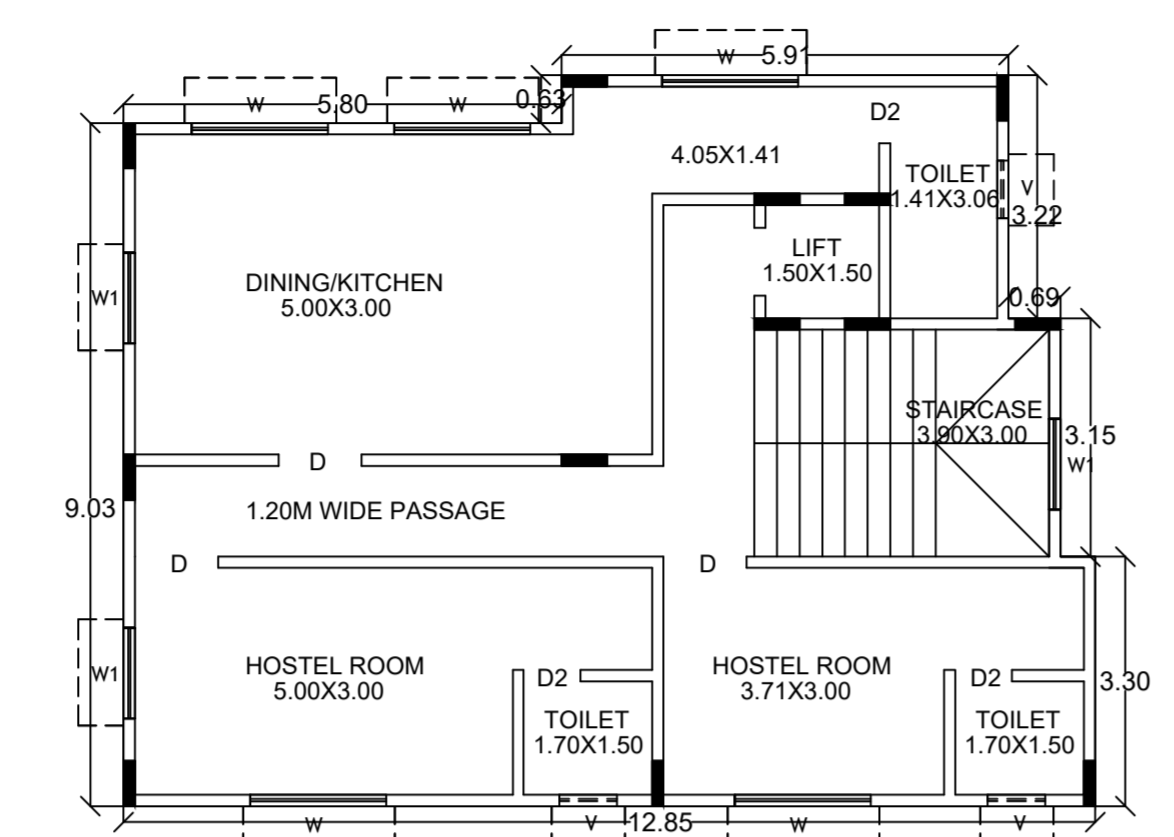 W 5.91
W 5.80 W 0.63
D2
4.05X1.41
TOILET
1.41X3.06
V
3.22
LIFT
1.50X1.50
DINING/KITCHEN
5.00X3.00
W1
0.69
STAIRCASE
3.90X3.00
3.15
W1
D
9.03
1.20M WIDE PASSAGE
D
D
HOSTEL ROOM
5.00X3.00
W1
D2
TOILET
1.70X1.50
HOSTEL ROOM
3.71X3.00
D2
3.30
TOILET
1.70X1.50
W V 12.85 W V